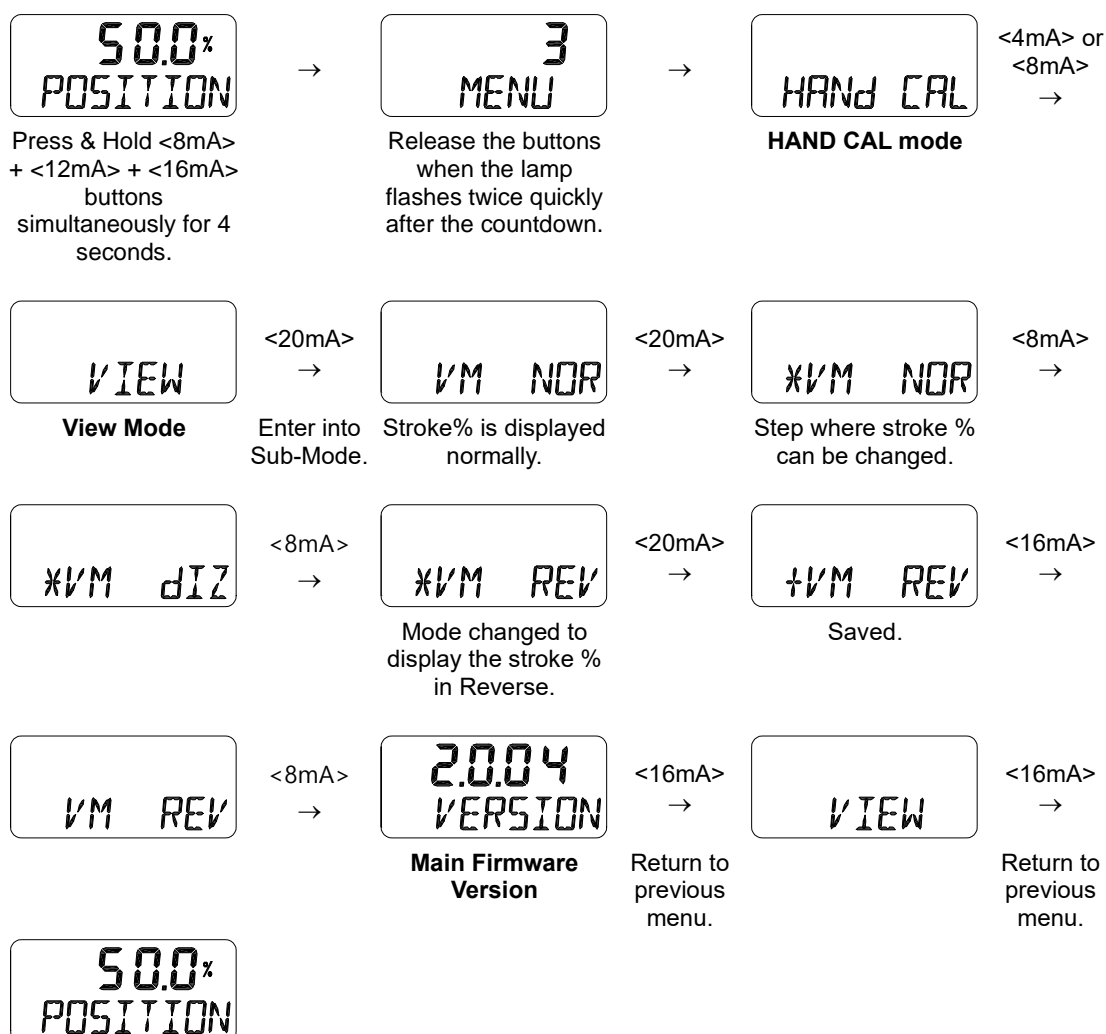 50.0%
POSITION
→
3
MENU
→
HANd CAL
<4mA> or
<8mA>
→
Press & Hold <8mA>
+ <12mA> + <16mA>
buttons
simultaneously for 4
seconds.
Release the buttons
when the lamp
flashes twice quickly
after the countdown.
HAND CAL mode
VIEW
<20mA>
→
VM NOR
<20mA>
→
*VM NOR
<8mA>
→
View Mode
Enter into
Sub-Mode.
Stroke% is displayed
normally.
Step where stroke %
can be changed.
*VM dIZ
<8mA>
→
*VM REV
<20mA>
→
+VM REV
<16mA>
→
Mode changed to
display the stroke %
in Reverse.
Saved.
VM REV
<8mA>
→
2.0.04
VERSION
<16mA>
→
VIEW
<16mA>
→
Main Firmware
Version
Return to
previous
menu.
Return to
previous
menu.
50.0%
POSITION